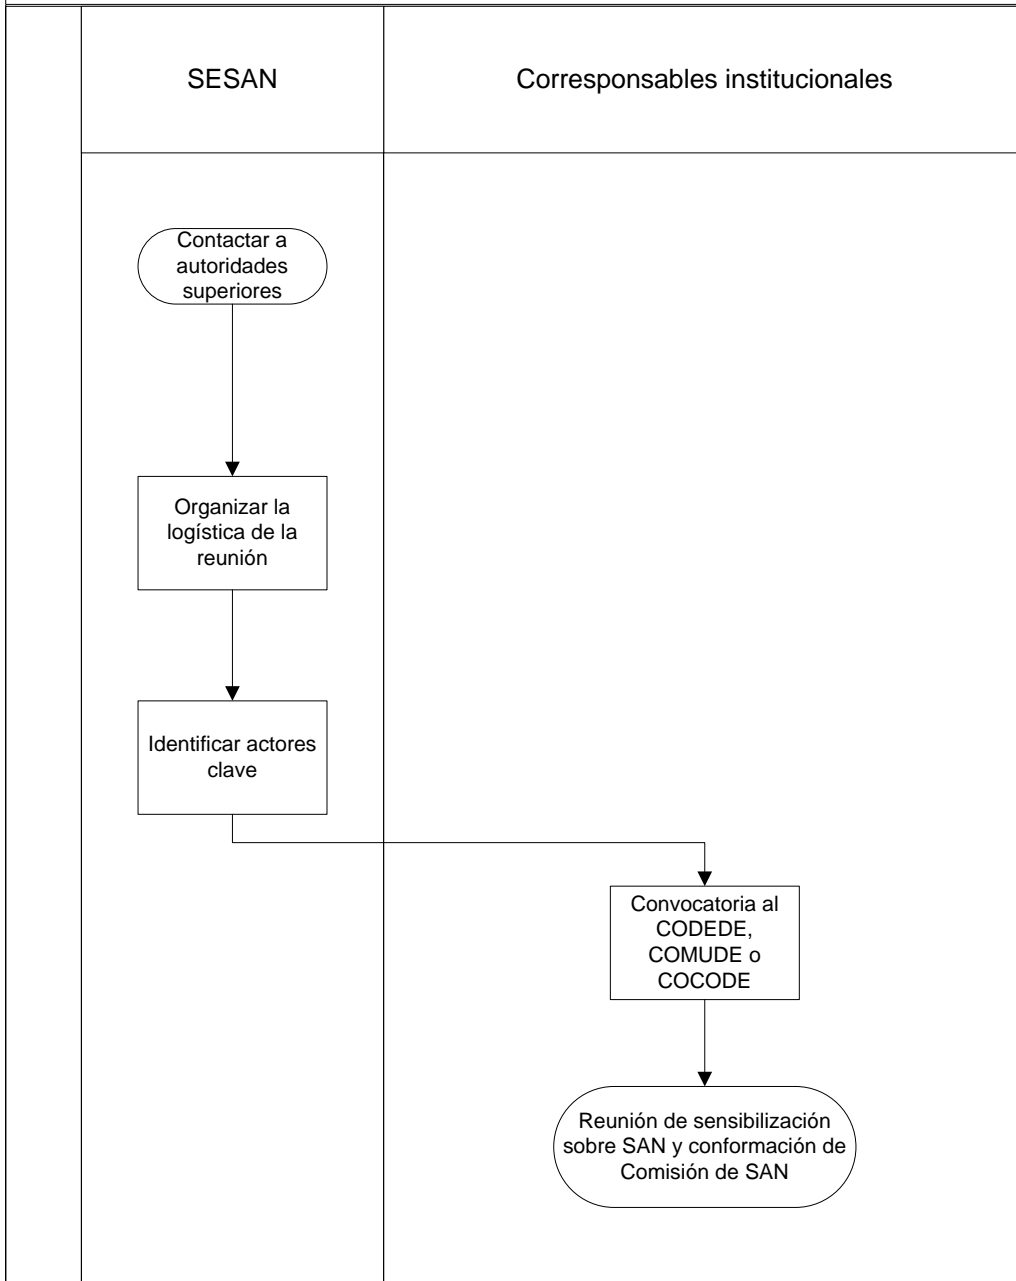 SESAN
Corresponsables institucionales
Contactar a
autoridades
superiores
Organizar la
logística de la
reunión
Identificar actores
clave
Convocatoria al
CODEDE,
COMUDE o
COCODE
Reunión de sensibilización
sobre SAN y conformación de
Comisión de SAN